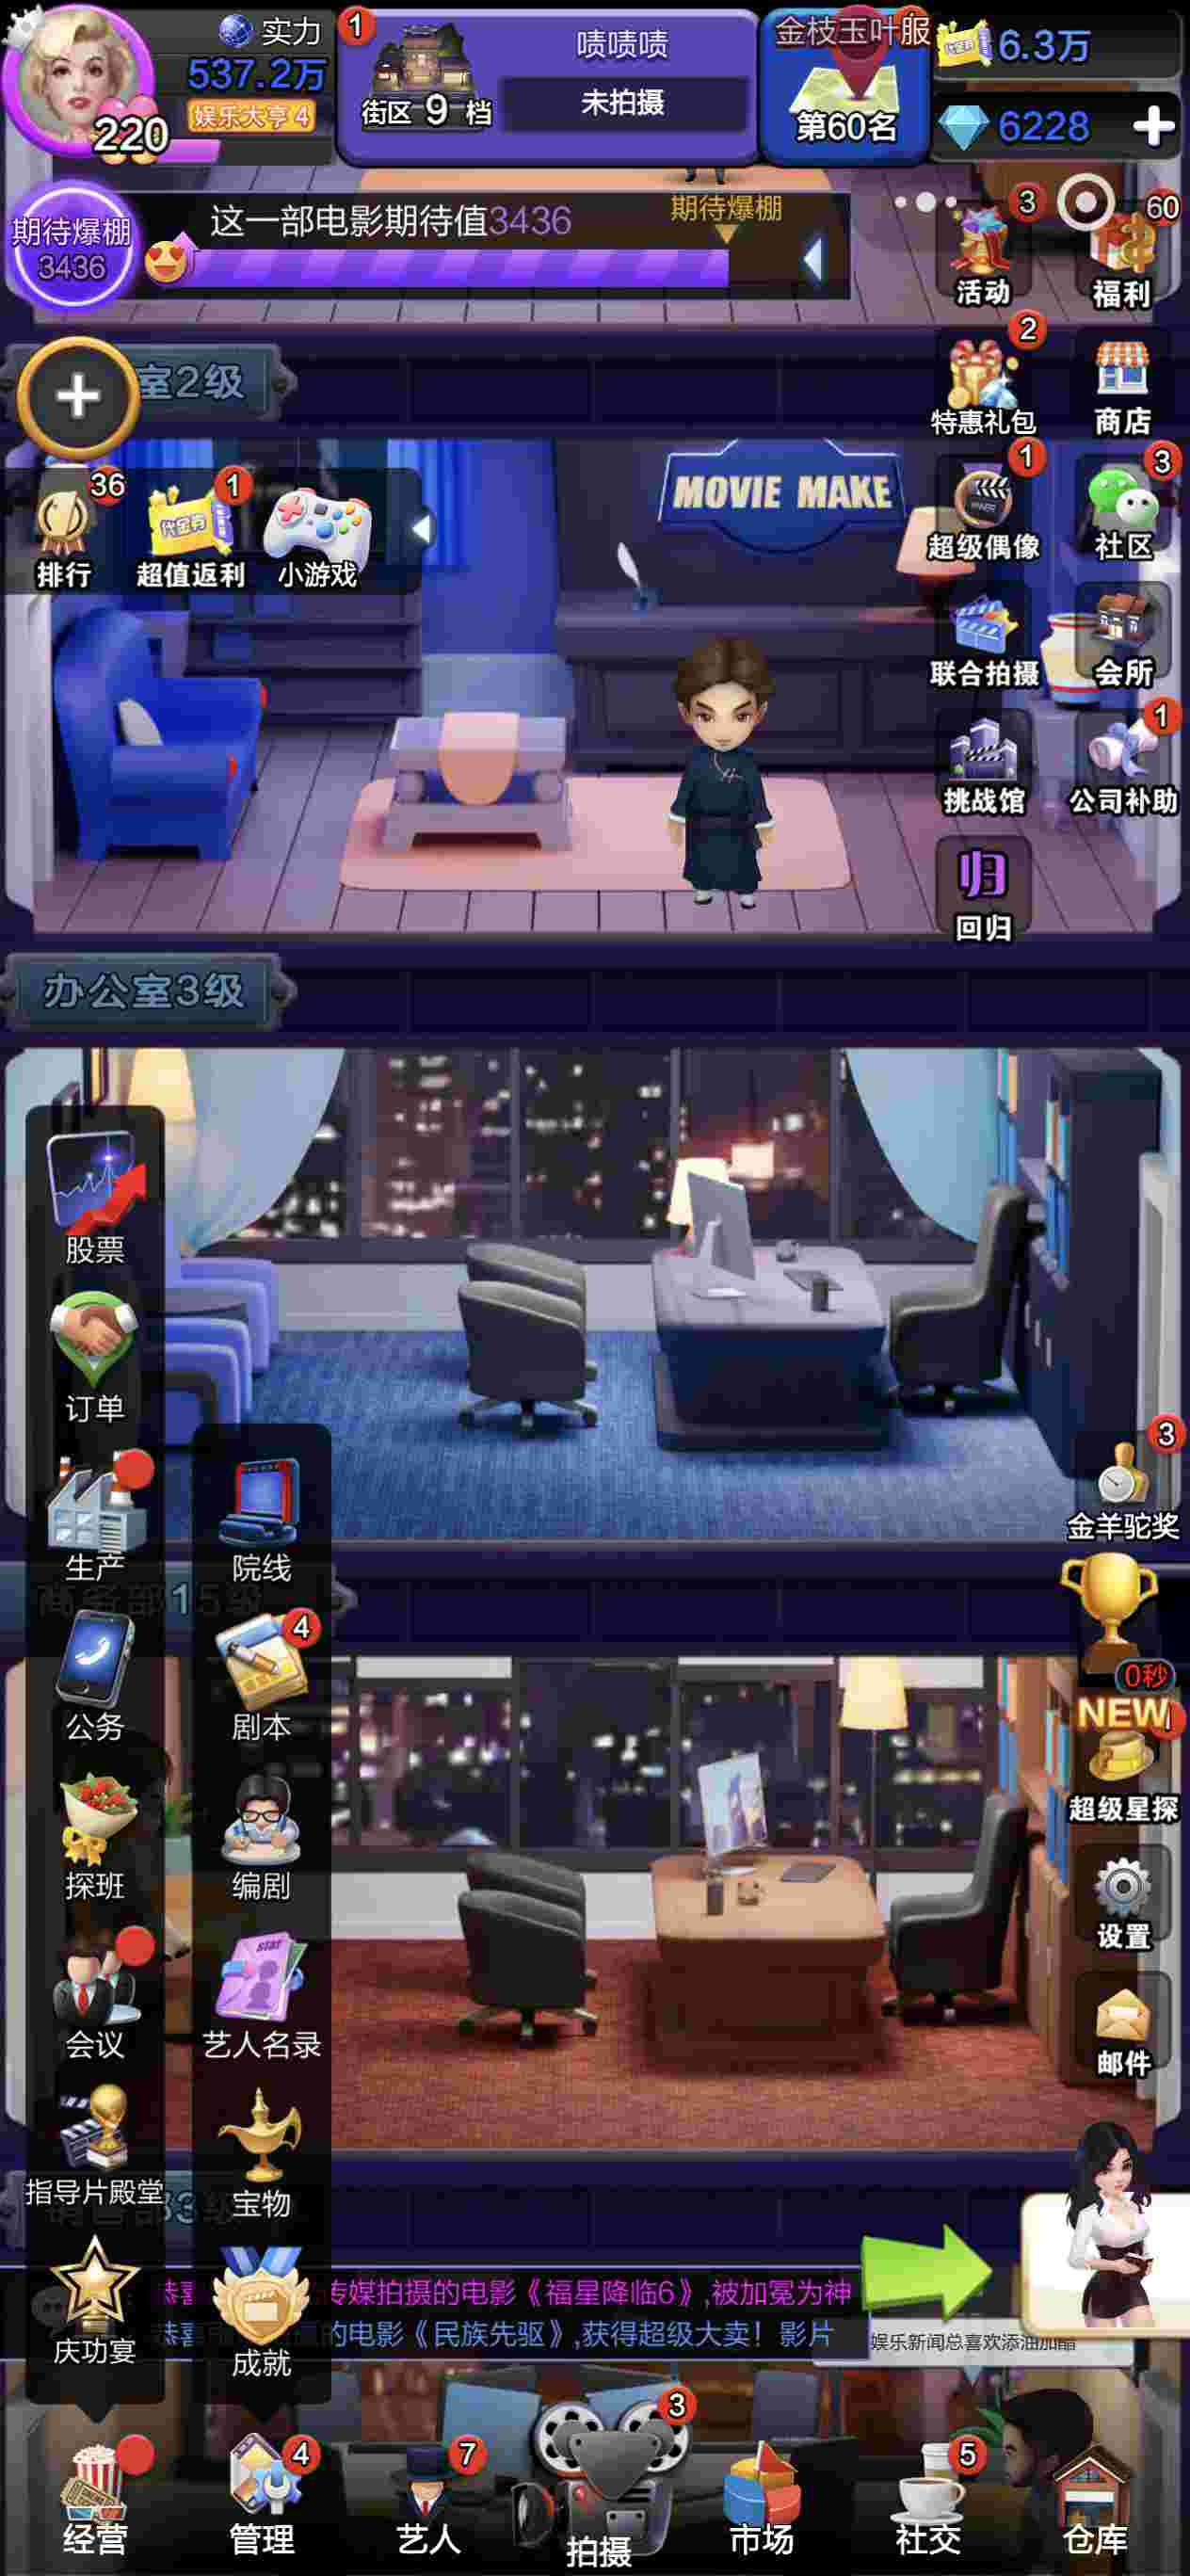 实力
537.2万
娱乐大亨 4
220
1
街区 9 档
啧啧啧
未拍摄
金枝玉叶服
第60名
6.3万
6228
期待爆棚
3436
这一部电影期待值3436
期待爆棚
3
活动
60
福利
室2级
2
特惠礼包
商店
36
排行
1
超值返利
小游戏
MOVIE MAKE
1
超级偶像
3
社区
联合拍摄
会所
挑战馆
1
公司补助
归
回归
办公室3级
股票
订单
生产
院线
3
金羊驼奖
商务部15级
公务
4
剧本
0秒
NEW
超级星探
探班
编剧
设置
会议
艺人名录
邮件
指导片殿堂
宝物
庆功宴
成就
传媒拍摄的电影《福星降临6》,被加冕为神
的电影《民族先驱》,获得超级大卖！影片
娱乐新闻总喜欢添油加醋
经营
4
管理
7
艺人
3
拍摄
市场
5
社交
仓库